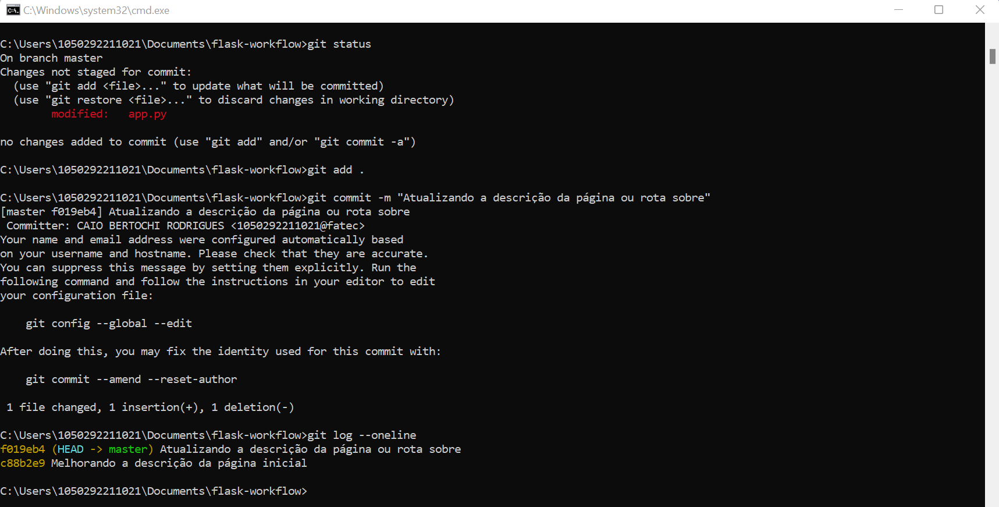 C:\Windows\system32\cmd.exe
C:\Users\1050292211021\Documents\flask-workflow>git status
On branch master
Changes not staged for commit:
  (use "git add <file>..." to update what will be committed)
  (use "git restore <file>..." to discard changes in working directory)
        modified:   app.py
no changes added to commit (use "git add" and/or "git commit -a")
C:\Users\1050292211021\Documents\flask-workflow>git add .
C:\Users\1050292211021\Documents\flask-workflow>git commit -m "Atualizando a descrição da página ou rota sobre"
[master f019eb4] Atualizando a descrição da página ou rota sobre
 Committer: CAIO BERTOCHI RODRIGUES <1050292211021@fatec>
Your name and email address were configured automatically based
on your username and hostname. Please check that they are accurate.
You can suppress this message by setting them explicitly. Run the
following command and follow the instructions in your editor to edit
your configuration file:
    git config --global --edit
After doing this, you may fix the identity used for this commit with:
    git commit --amend --reset-author
 1 file changed, 1 insertion(+), 1 deletion(-)
C:\Users\1050292211021\Documents\flask-workflow>git log --oneline
f019eb4 (HEAD -> master) Atualizando a descrição da página ou rota sobre
c88b2e9 Melhorando a descrição da página inicial
C:\Users\1050292211021\Documents\flask-workflow>